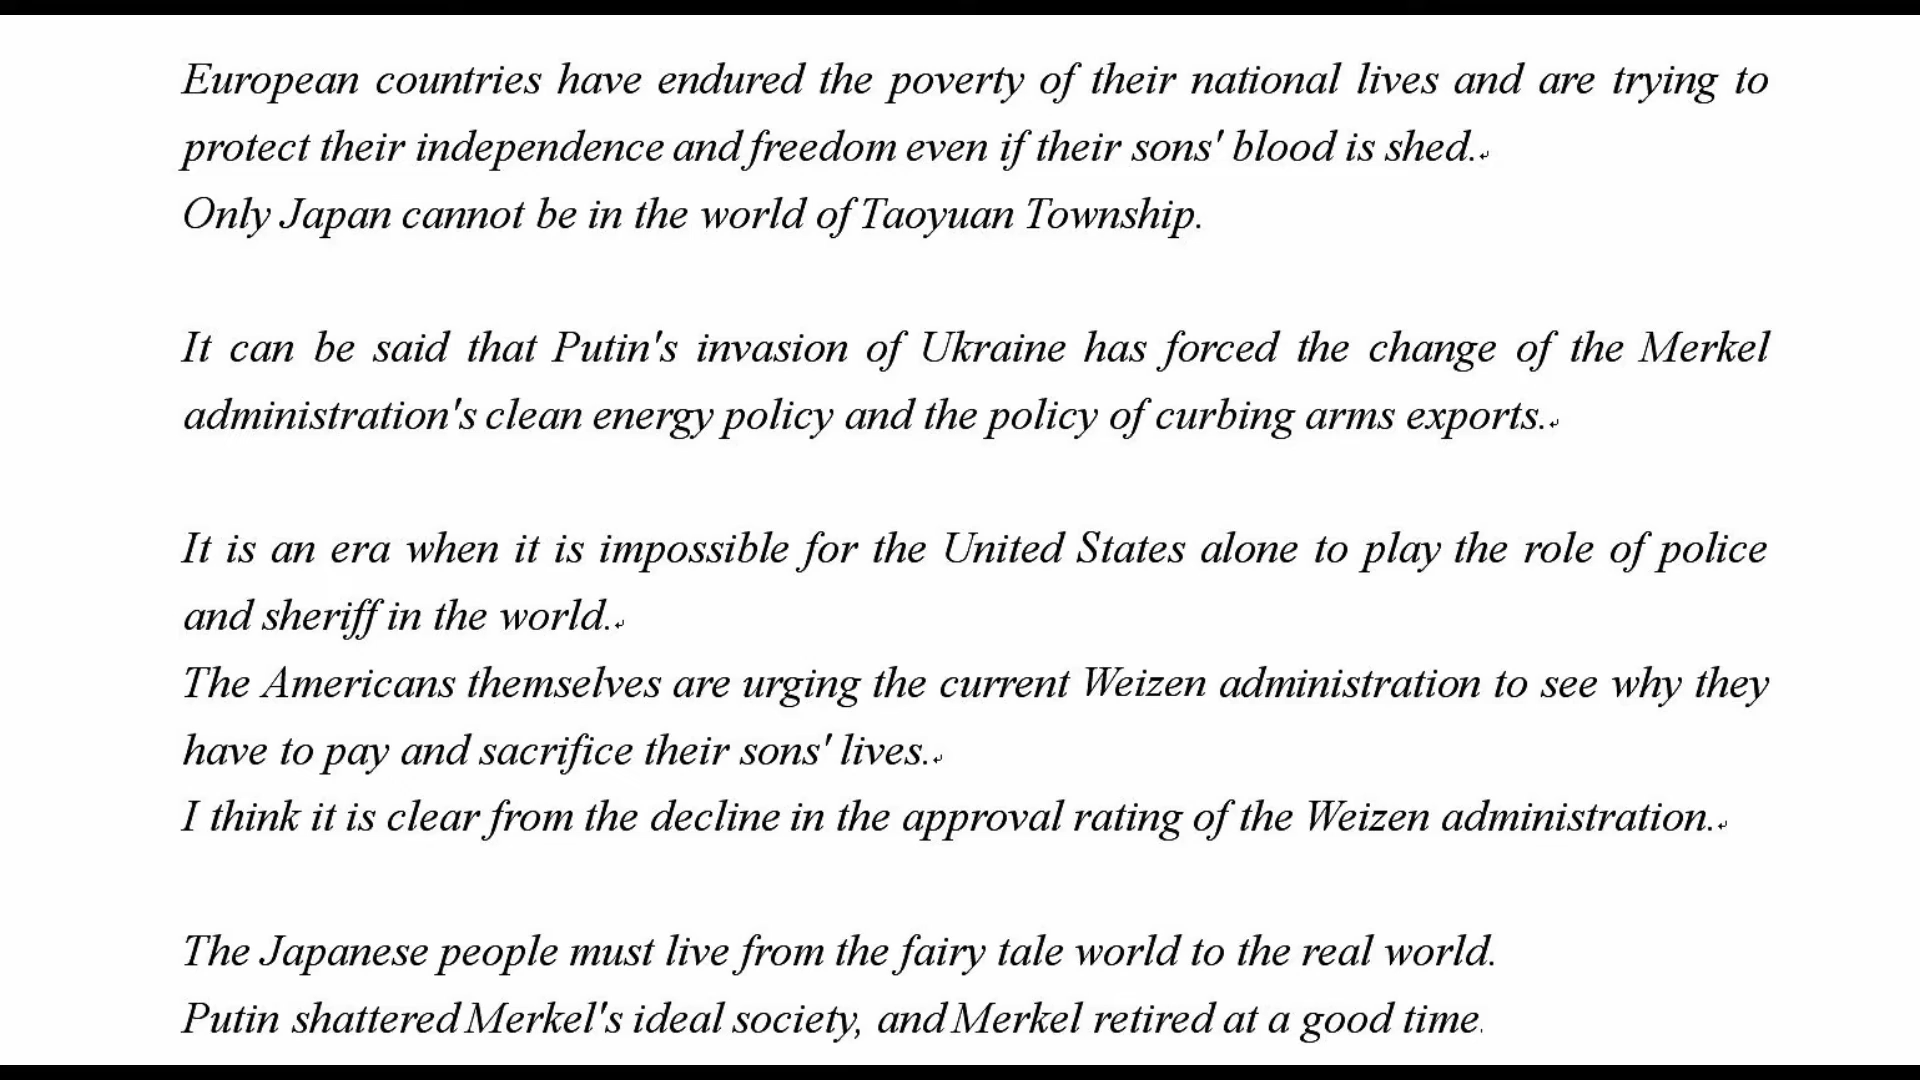 European countries have endured the poverty of their national lives and are trying to
protect their independence and freedom even if their sons' blood is shed.
Only Japan cannot be in the world of Taoyuan Township.
It can be said that Putin's invasion of Ukraine has forced the change of the Merkel
administration's clean energy policy and the policy of curbing arms exports.
It is an era when it is impossible for the United States alone to play the role of police
and sheriff in the world.
The Americans themselves are urging the current Weizen administration to see why they
have to pay and sacrifice their sons' lives.
I think it is clear from the decline in the approval rating of the Weizen administration.
The Japanese people must live from the fairy tale world to the real world.
Putin shattered Merkel's ideal society, and Merkel retired at a good time.